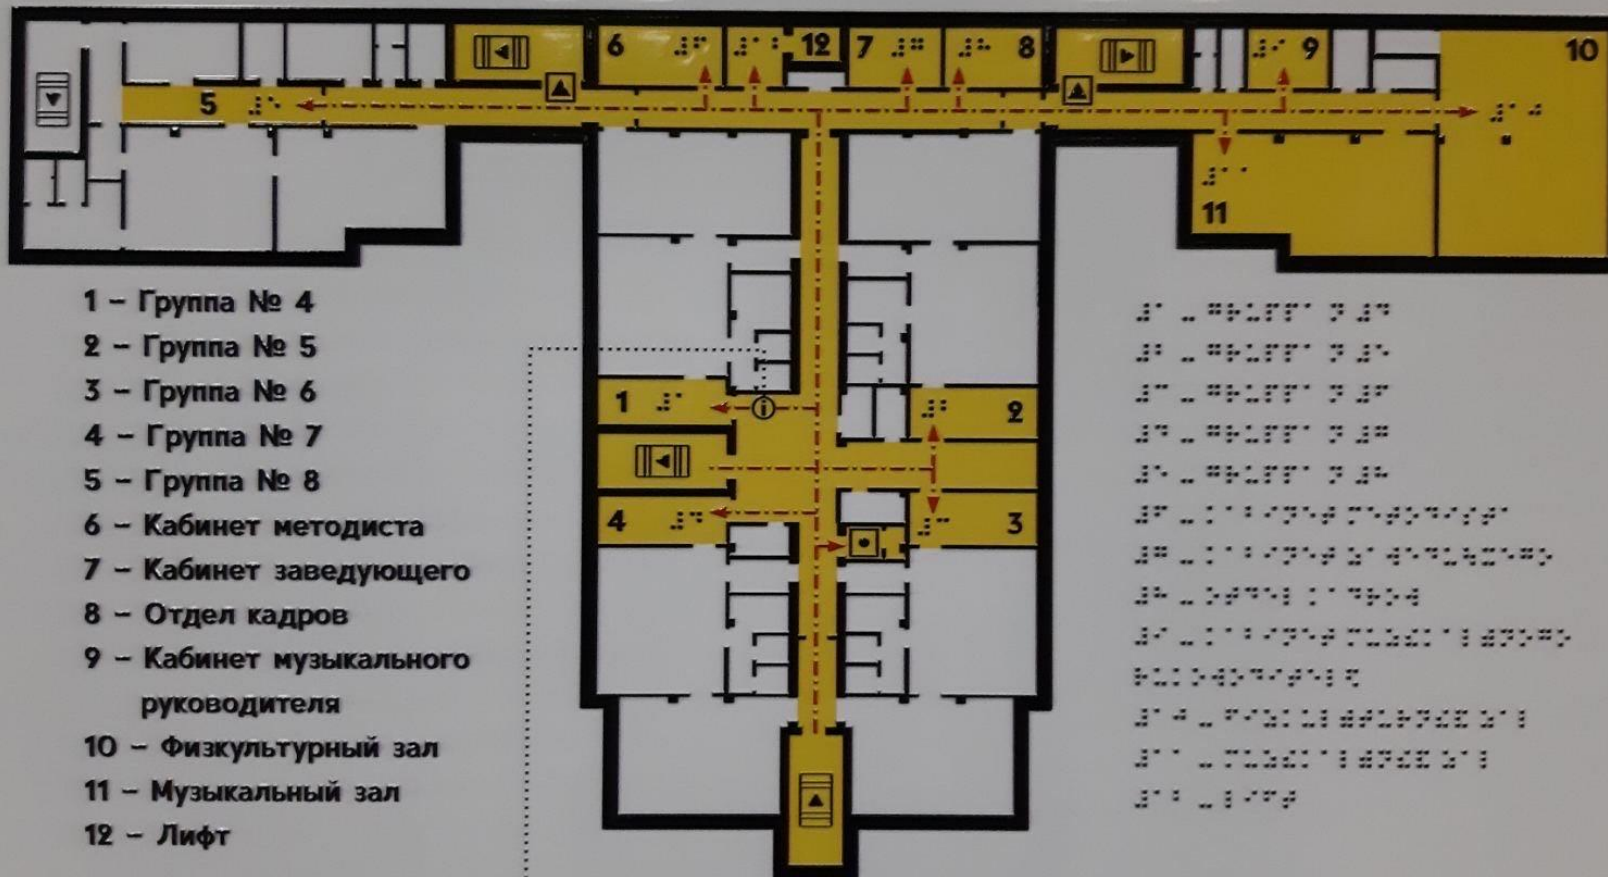 6
12
7
8
9
10
5
11
1
2
4
3
1 – Группа № 4
2 – Группа № 5
3 – Группа № 6
4 – Группа № 7
5 – Группа № 8
6 – Кабинет методиста
7 – Кабинет заведующего
8 – Отдел кадров
9 – Кабинет музыкального
руководителя
10 – Физкультурный зал
11 – Музыкальный зал
12 – Лифт
⠼⠁ ⠤ ⠛⠗⠥⠏⠏⠁ ⠝ ⠼⠙
⠼⠃ ⠤ ⠛⠗⠥⠏⠏⠁ ⠝ ⠼⠑
⠼⠉ ⠤ ⠛⠗⠥⠏⠏⠁ ⠝ ⠼⠋
⠼⠙ ⠤ ⠛⠗⠥⠏⠏⠁ ⠝ ⠼⠛
⠼⠑ ⠤ ⠛⠗⠥⠏⠏⠁ ⠝ ⠼⠓
⠼⠋ ⠤ ⠅⠁⠃⠊⠝⠑⠞ ⠍⠑⠞⠕⠙⠊⠎⠞⠁
⠼⠛ ⠤ ⠅⠁⠃⠊⠝⠑⠞ ⠵⠁⠺⠑⠙⠥⠳⠭⠑⠛⠕
⠼⠓ ⠤ ⠕⠞⠙⠑⠇ ⠅⠁⠙⠗⠕⠺
⠼⠊ ⠤ ⠅⠁⠃⠊⠝⠑⠞ ⠍⠥⠵⠮⠅⠁⠇⠾⠝⠕⠛⠕
⠗⠥⠅⠕⠺⠕⠙⠊⠞⠑⠇⠫
⠼⠁⠚ ⠤ ⠋⠊⠵⠅⠥⠇⠾⠞⠥⠗⠝⠮⠯ ⠵⠁⠇
⠼⠁⠁ ⠤ ⠍⠥⠵⠮⠅⠁⠇⠾⠝⠮⠯ ⠵⠁⠇
⠼⠁⠃ ⠤ ⠇⠊⠋⠞